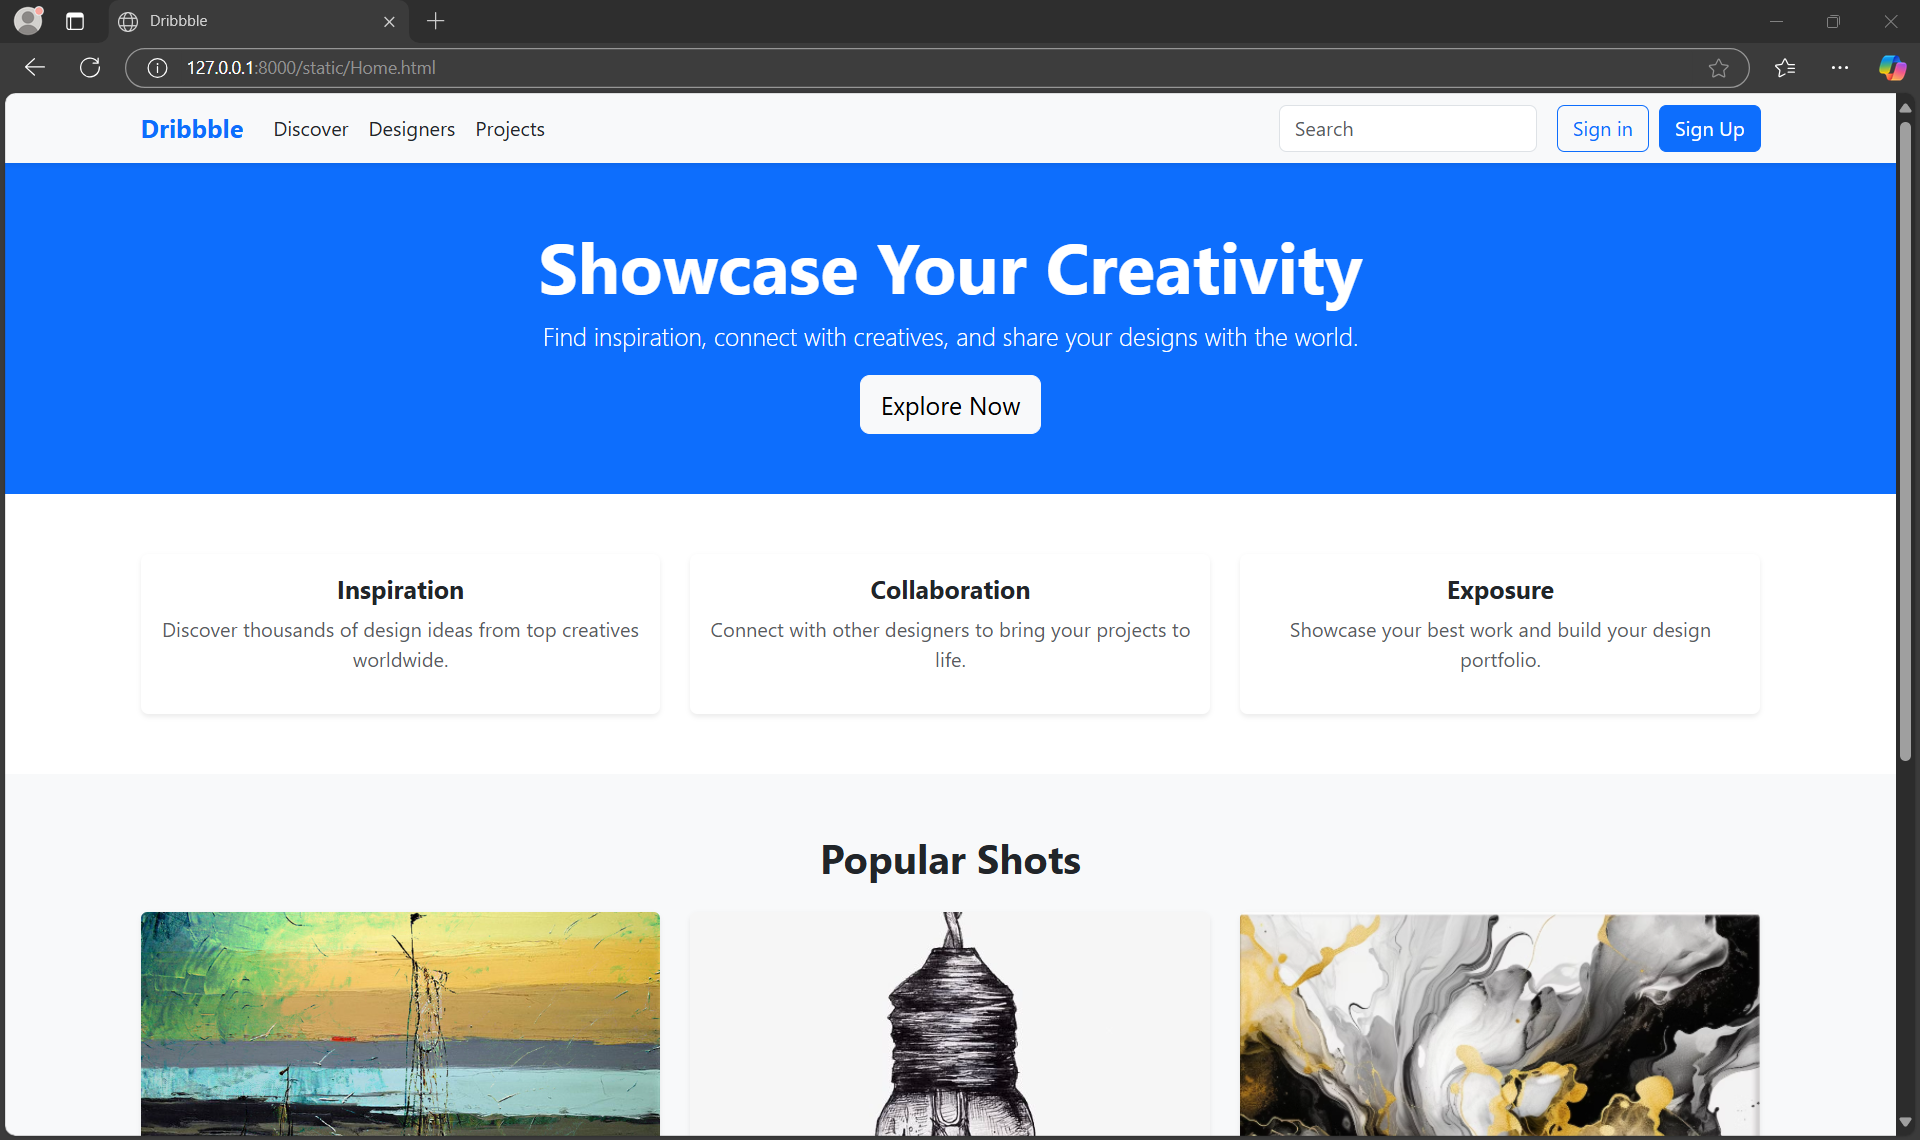 Dribbble
127.0.0.1:8000/static/Home.html
Dribbble Discover Designers Projects Search Sign in Sign Up
Showcase Your Creativity
Find inspiration, connect with creatives, and share your designs with the world.
Explore Now
Inspiration
Discover thousands of design ideas from top creatives
worldwide.
Collaboration
Connect with other designers to bring your projects to
life.
Exposure
Showcase your best work and build your design
portfolio.
Popular Shots